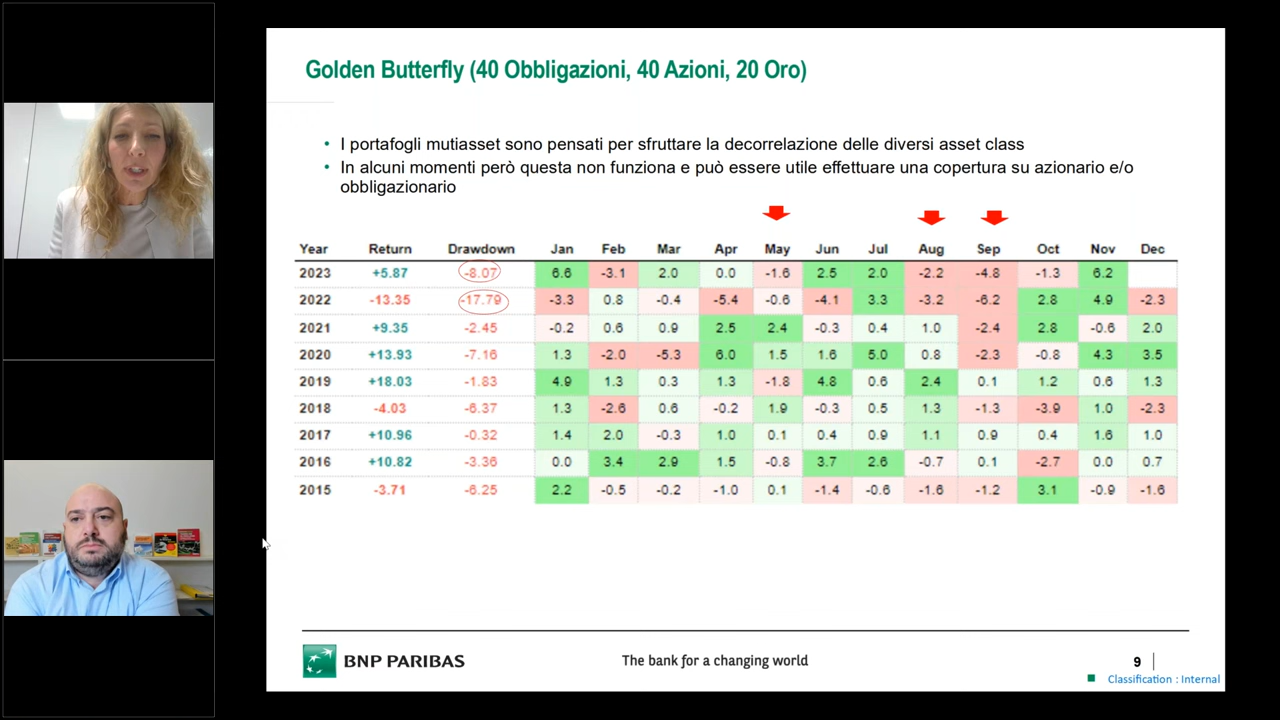 Golden Butterfly (40 Obbligazioni, 40 Azioni, 20 Oro)
• I portafogli mutiasset sono pensati per sfruttare la decorrelazione delle diversi asset class
• In alcuni momenti però questa non funziona e può essere utile effettuare una copertura su azionario e/o
obbligazionario
Year Return Drawdown Jan Feb Mar Apr May Jun Jul Aug Sep Oct Nov Dec
2023 +5.87 -8.07 6.6 -3.1 2.0 0.0 -1.6 2.5 2.0 -2.2 -4.8 -1.3 6.2
2022 -13.35 -17.79 -3.3 0.8 -0.4 -5.4 -0.6 -4.1 3.3 -3.2 -6.2 2.8 4.9 -2.3
2021 +9.35 -2.45 -0.2 0.6 0.9 2.5 2.4 -0.3 0.4 1.0 -2.4 2.8 -0.6 2.0
2020 +13.93 -7.16 1.3 -2.0 -5.3 6.0 1.5 1.6 5.0 0.8 -2.3 -0.8 4.3 3.5
2019 +18.03 -1.83 4.9 1.3 0.3 1.3 -1.8 4.8 0.6 2.4 0.1 1.2 0.6 1.3
2018 -4.03 -6.37 1.3 -2.6 0.6 -0.2 1.9 -0.3 0.5 1.3 -1.3 -3.9 1.0 -2.3
2017 +10.96 -0.32 1.4 2.0 -0.3 1.0 0.1 0.4 0.9 1.1 0.9 0.4 1.6 1.0
2016 +10.82 -3.36 0.0 3.4 2.9 1.5 -0.8 3.7 2.6 -0.7 0.1 -2.7 0.0 0.7
2015 -3.71 -6.25 2.2 -0.5 -0.2 -1.0 0.1 -1.4 -0.6 -1.6 -1.2 3.1 -0.9 -1.6
BNP PARIBAS
The bank for a changing world
9
Classification : Internal